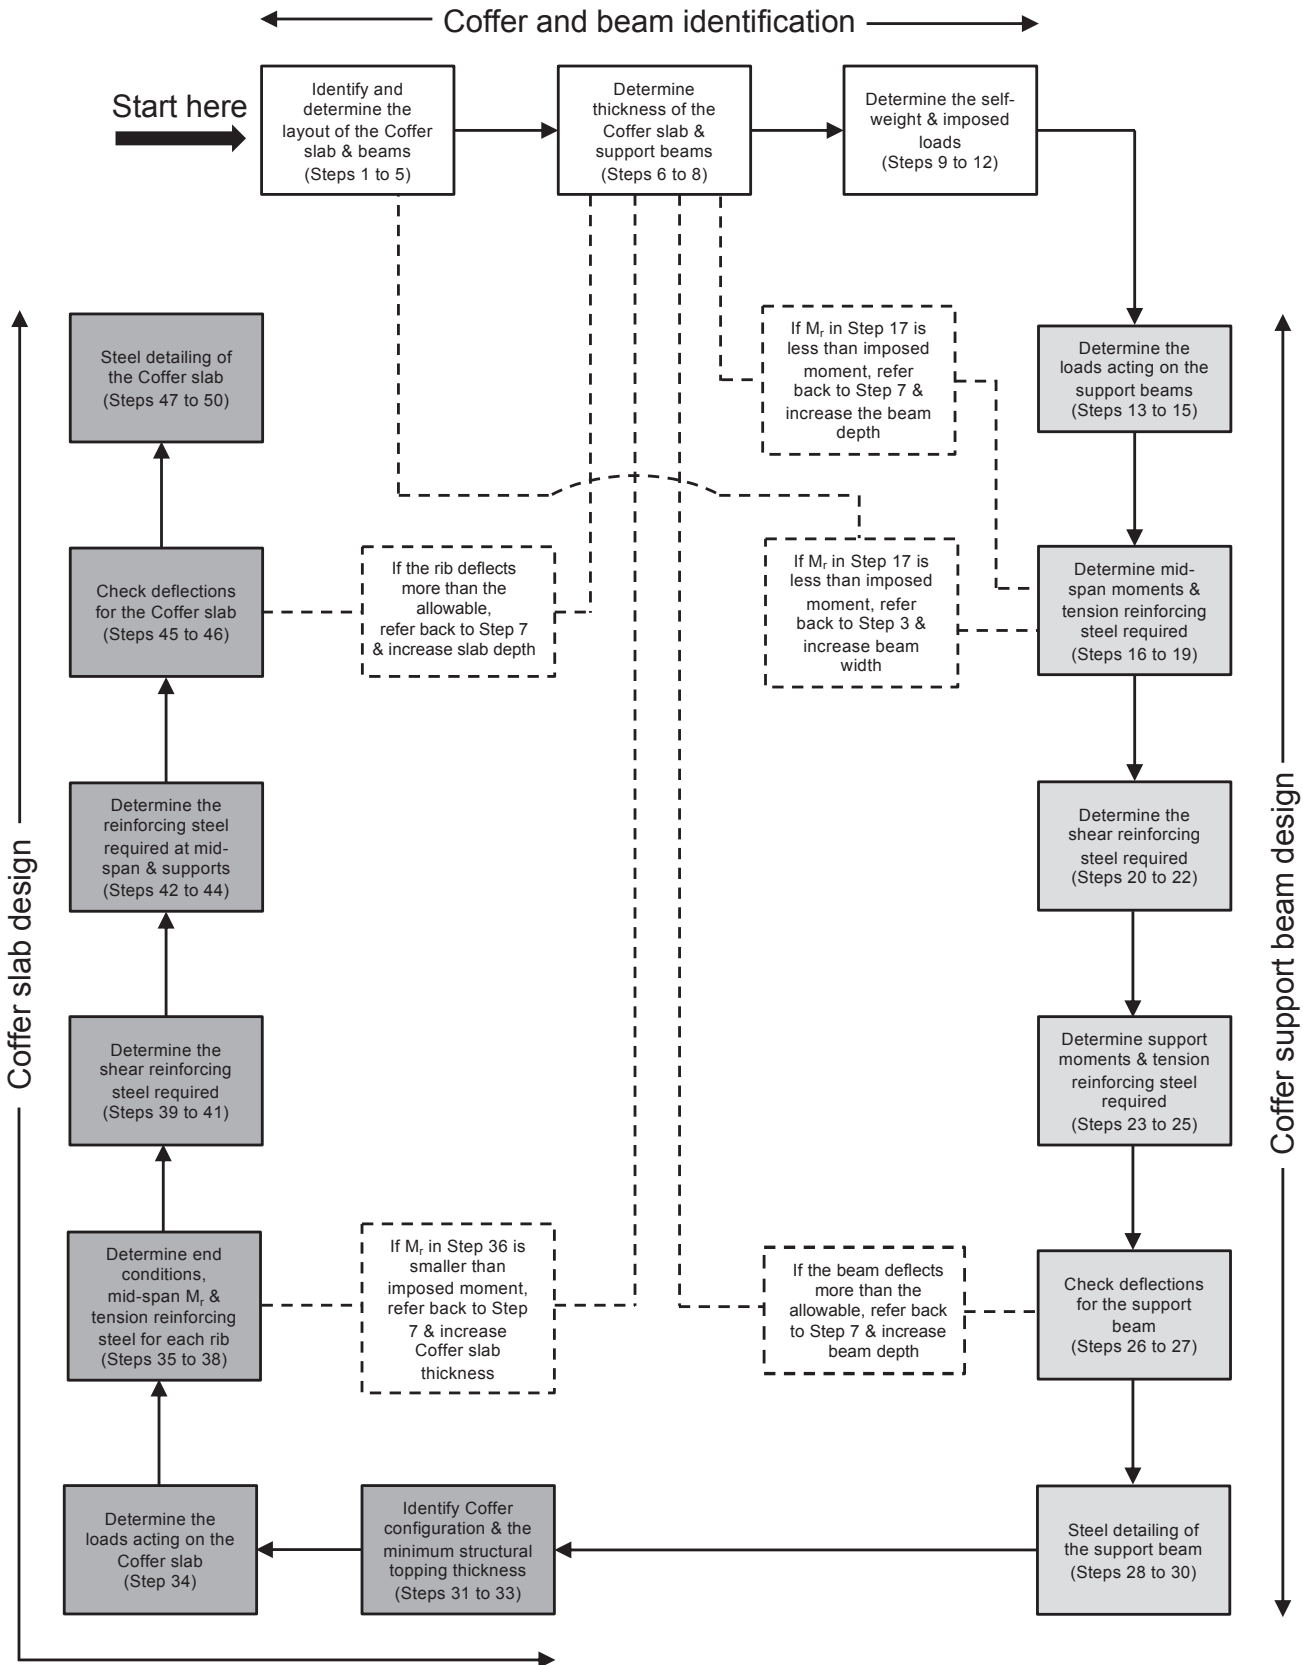 Coffer and beam identification
Start here
Identify and
determine the
layout of the Coffer
slab & beams
(Steps 1 to 5)
Determine
thickness of the
Coffer slab &
support beams
(Steps 6 to 8)
Determine the self-
weight & imposed
loads
(Steps 9 to 12)
If Mr in Step 17 is
less than imposed
moment, refer
back to Step 7 &
increase the beam
depth
Determine the
loads acting on the
support beams
(Steps 13 to 15)
Steel detailing of
the Coffer slab
(Steps 47 to 50)
Check deflections
for the Coffer slab
(Steps 45 to 46)
If the rib deflects
more than the
allowable,
refer back to Step 7
& increase slab depth
If Mr in Step 17 is
less than imposed
moment, refer
back to Step 3 &
increase beam
width
Determine mid-
span moments &
tension reinforcing
steel required
(Steps 16 to 19)
Determine the
reinforcing steel
required at mid-
span & supports
(Steps 42 to 44)
Determine the
shear reinforcing
steel required
(Steps 20 to 22)
Coffer slab design
Coffer support beam design
Determine the
shear reinforcing
steel required
(Steps 39 to 41)
Determine support
moments & tension
reinforcing steel
required
(Steps 23 to 25)
Determine end
conditions,
mid-span Mr &
tension reinforcing
steel for each rib
(Steps 35 to 38)
If Mr in Step 36 is
smaller than
imposed moment,
refer back to Step
7 & increase
Coffer slab
thickness
If the beam deflects
more than the
allowable, refer back
to Step 7 & increase
beam depth
Check deflections
for the support
beam
(Steps 26 to 27)
Determine the
loads acting on the
Coffer slab
(Step 34)
Identify Coffer
configuration & the
minimum structural
topping thickness
(Steps 31 to 33)
Steel detailing of
the support beam
(Steps 28 to 30)